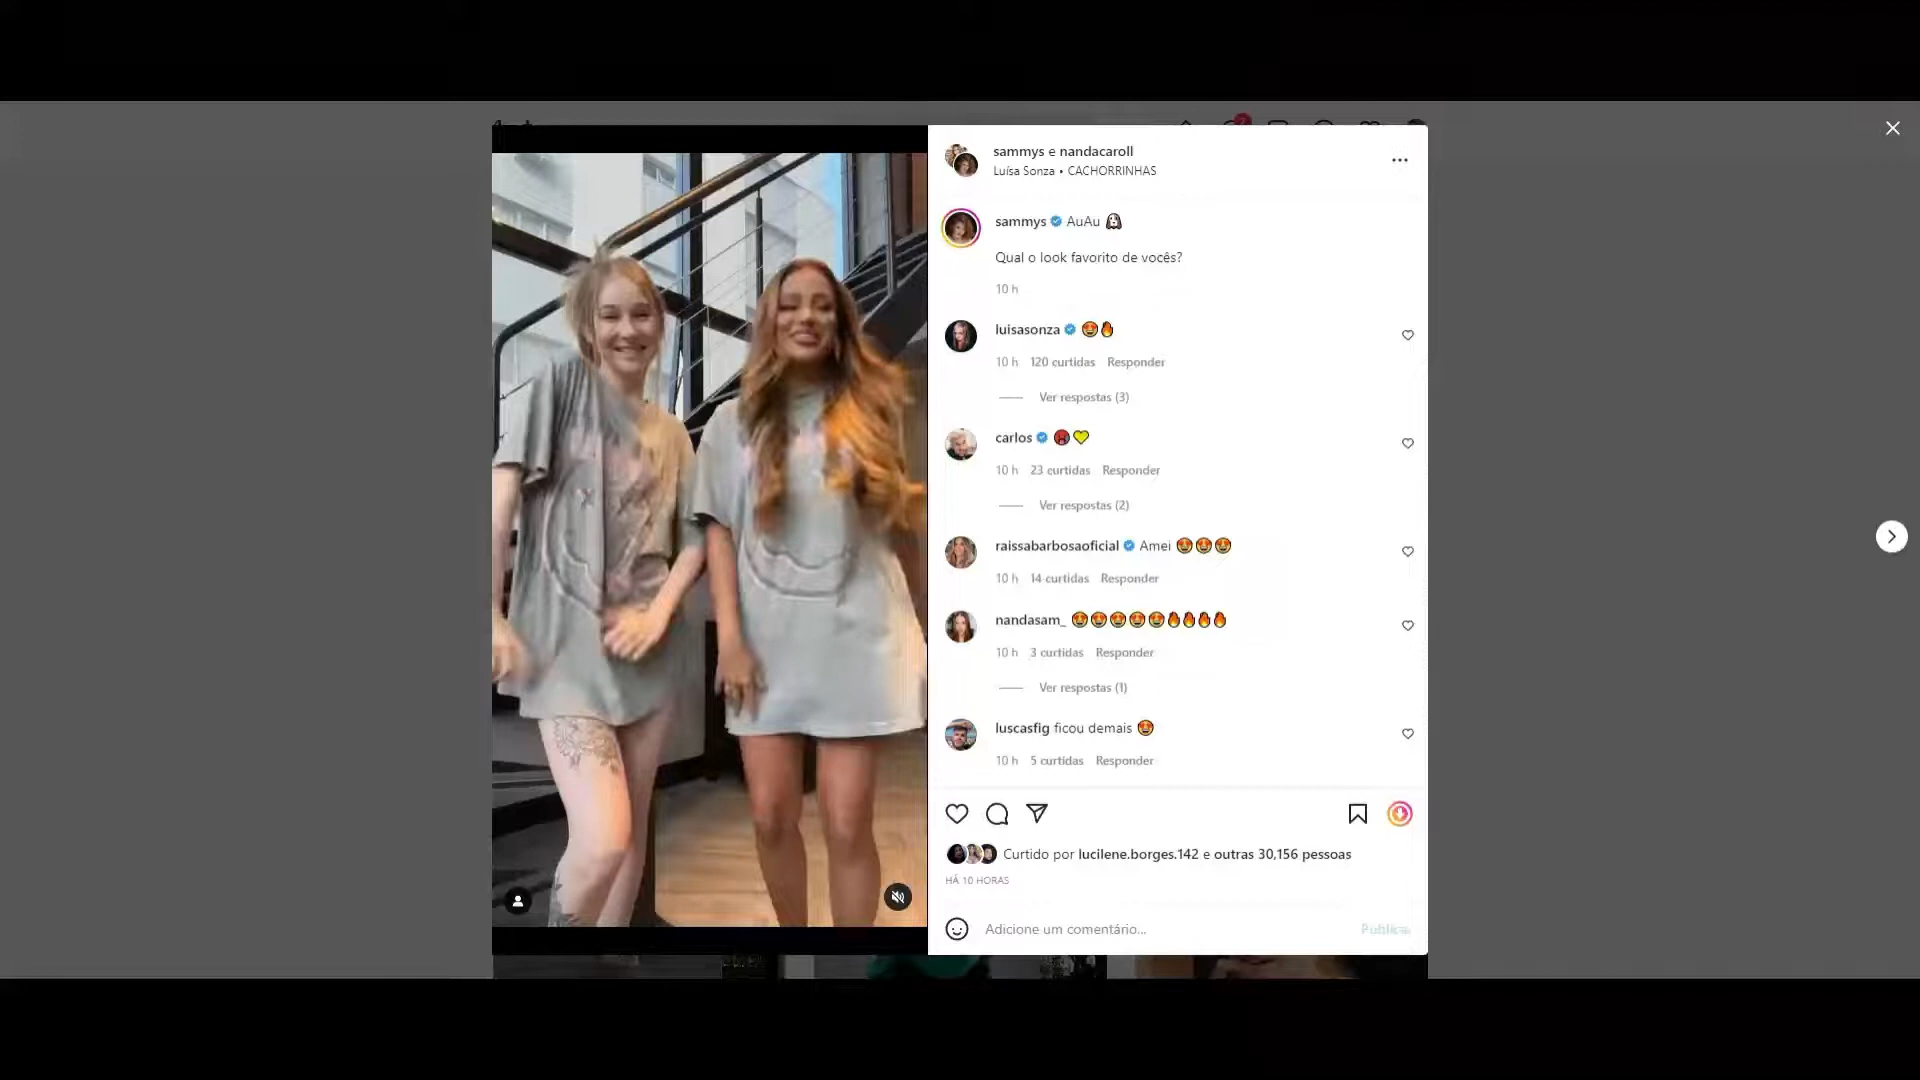 sammys e nandacaroll
Luísa Sonza • CACHORRINHAS
sammys AuAu
Qual o look favorito de vocês?
10 h
luisasonza
10 h 120 curtidas Responder
Ver respostas (3)
carlos
10 h 23 curtidas Responder
Ver respostas (2)
raissabarbosaoficial Amei
10 h 14 curtidas Responder
nandasam_
10 h 3 curtidas Responder
Ver respostas (1)
luscasfig ficou demais
10 h 5 curtidas Responder
Curtido por lucilene.borges.142 e outras 30,156 pessoas
HÁ 10 HORAS
Adicione um comentário...
Publicar